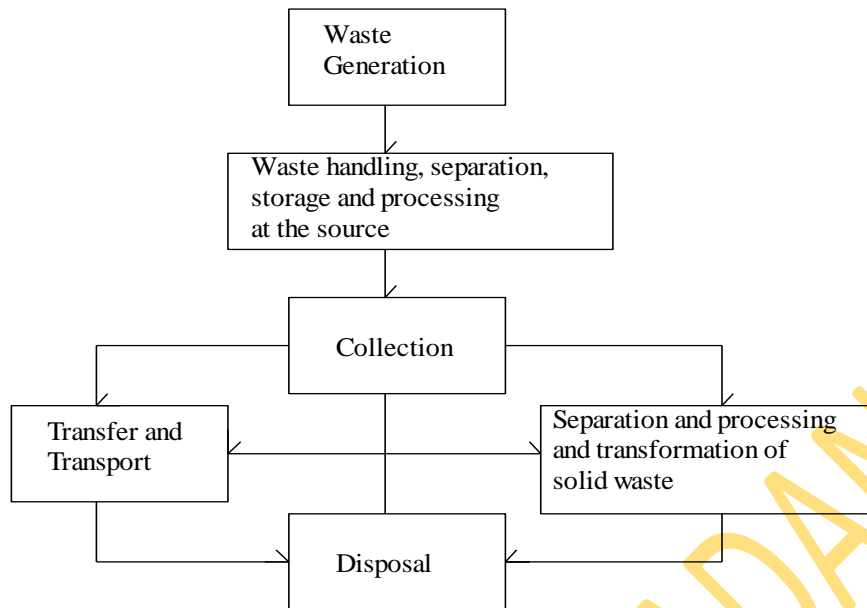 Waste
Generation
Waste handling, separation,
storage and processing
at the source
Collection
Transfer and
Transport
Separation and processing
and transformation of
solid waste
Disposal